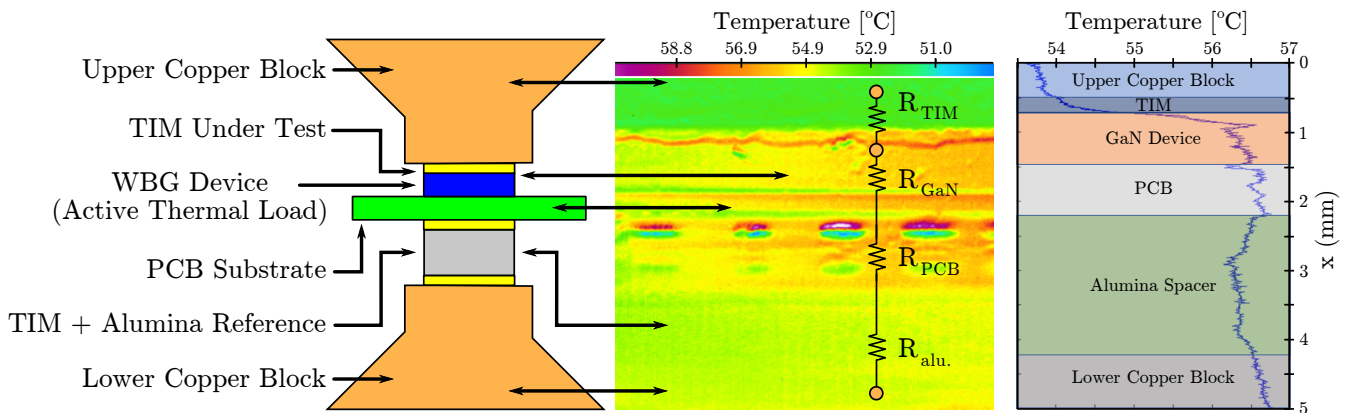 Upper Copper Block
TIM Under Test
WBG Device
(Active Thermal Load)
PCB Substrate
TIM + Alumina Reference
Lower Copper Block
Temperature [°C]
58.8 56.9 54.9 52.9 51.0
R_TIM
R_GaN
R_PCB
R_alu.
Temperature [°C]
54 55 56 57
0
Upper Copper Block
TIM
1
GaN Device
PCB
2
x (mm)
3
Alumina Spacer
4
Lower Copper Block
5